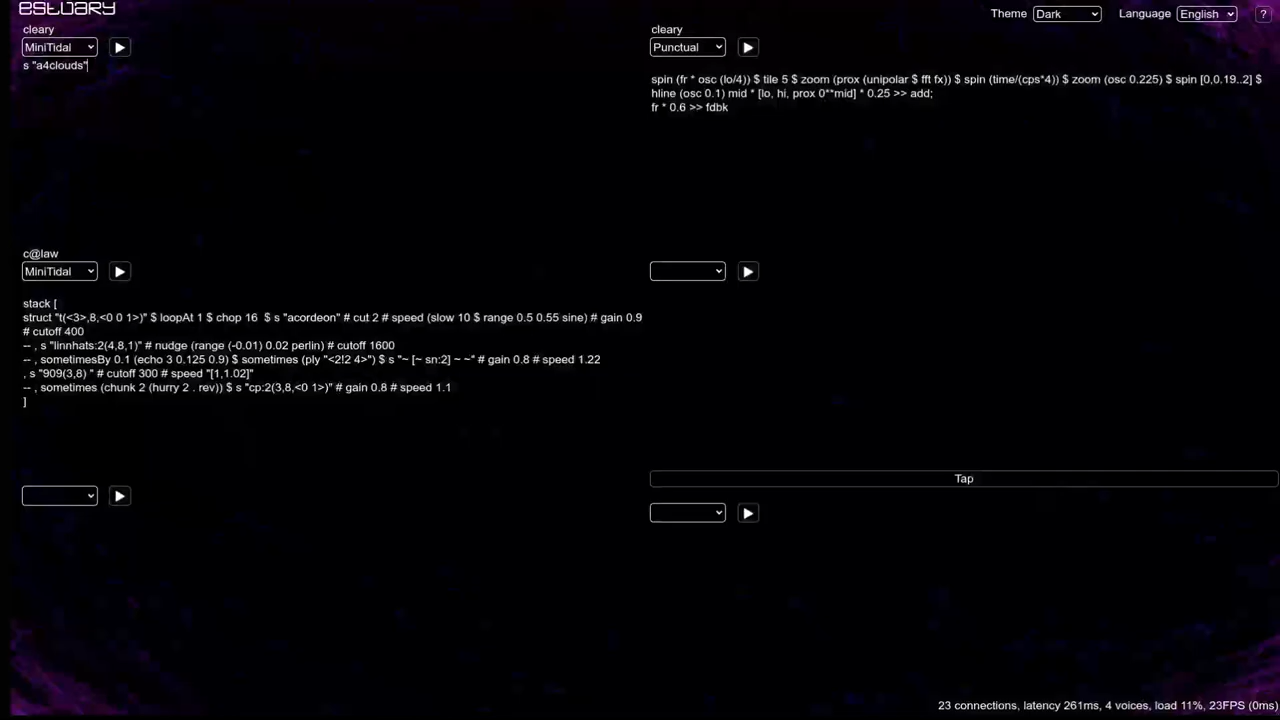 estuary
Theme Dark Language English ?
cleary
MiniTidal
s "a4clouds"
cleary
Punctual
spin (fr * osc (lo/4)) $ tile 5 $ zoom (prox (unipolar $ fft fx)) $ spin (time/(cps*4)) $ zoom (osc 0.225) $ spin [0,0.19..2] $
hline (osc 0.1) mid * [lo, hi, prox 0**mid] * 0.25 >> add;
fr * 0.6 >> fdbk
c@law
MiniTidal
stack [
struct "t(<3>,8,<0 0 1>)" $ loopAt 1 $ chop 16 $ s "acordeon" # cut 2 # speed (slow 10 $ range 0.5 0.55 sine) # gain 0.9
# cutoff 400
-- , s "linnhats:2(4,8,1)" # nudge (range (-0.01) 0.02 perlin) # cutoff 1600
-- , sometimesBy 0.1 (echo 3 0.125 0.9) $ sometimes (ply "<2!2 4>") $ s "~ [~ sn:2] ~ ~" # gain 0.8 # speed 1.22
, s "909(3,8) " # cutoff 300 # speed "[1,1.02]"
-- , sometimes (chunk 2 (hurry 2 . rev)) $ s "cp:2(3,8,<0 1>)" # gain 0.8 # speed 1.1
]
Tap
23 connections, latency 261ms, 4 voices, load 11%, 23FPS (0ms)